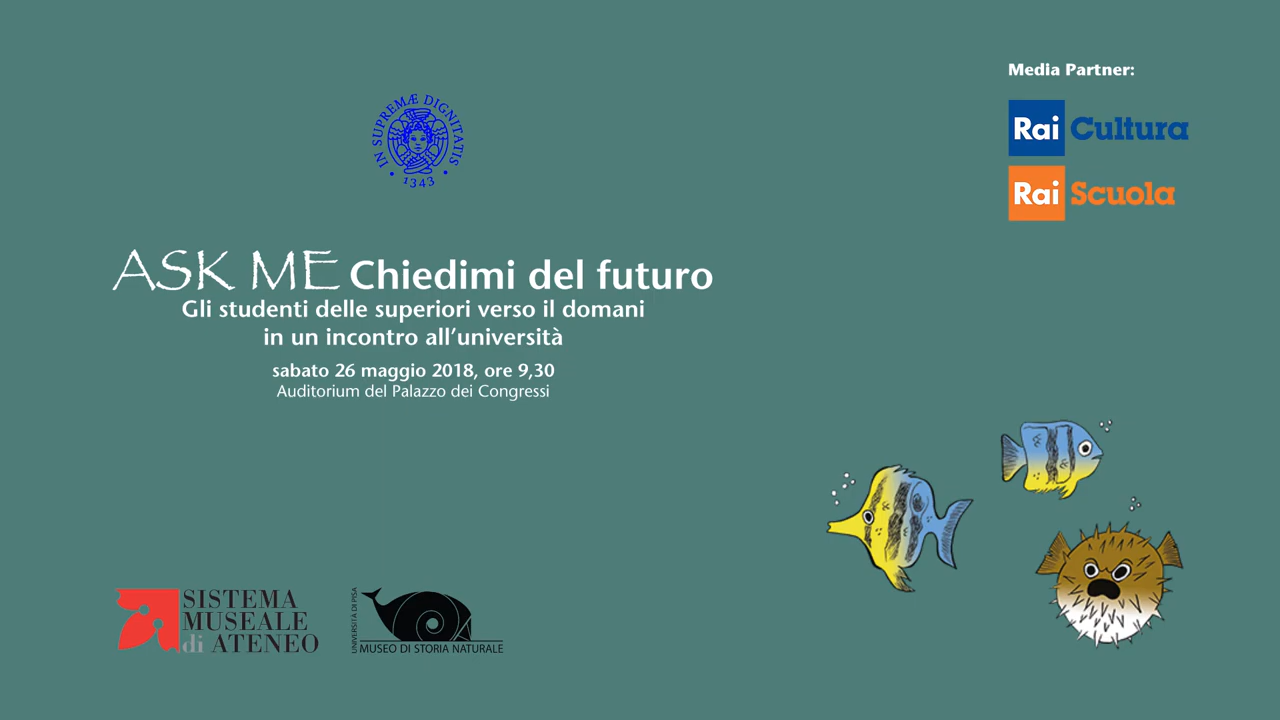 Media Partner:
Rai Cultura
Rai Scuola
IN SUPREMÆ DIGNITATIS
· 1343 ·
ASK ME Chiedimi del futuro
Gli studenti delle superiori verso il domani
in un incontro all’università
sabato 26 maggio 2018, ore 9,30
Auditorium del Palazzo dei Congressi
SISTEMA
MUSEALE
di ATENEO
UNIVERSITÀ DI PISA
MUSEO DI STORIA NATURALE